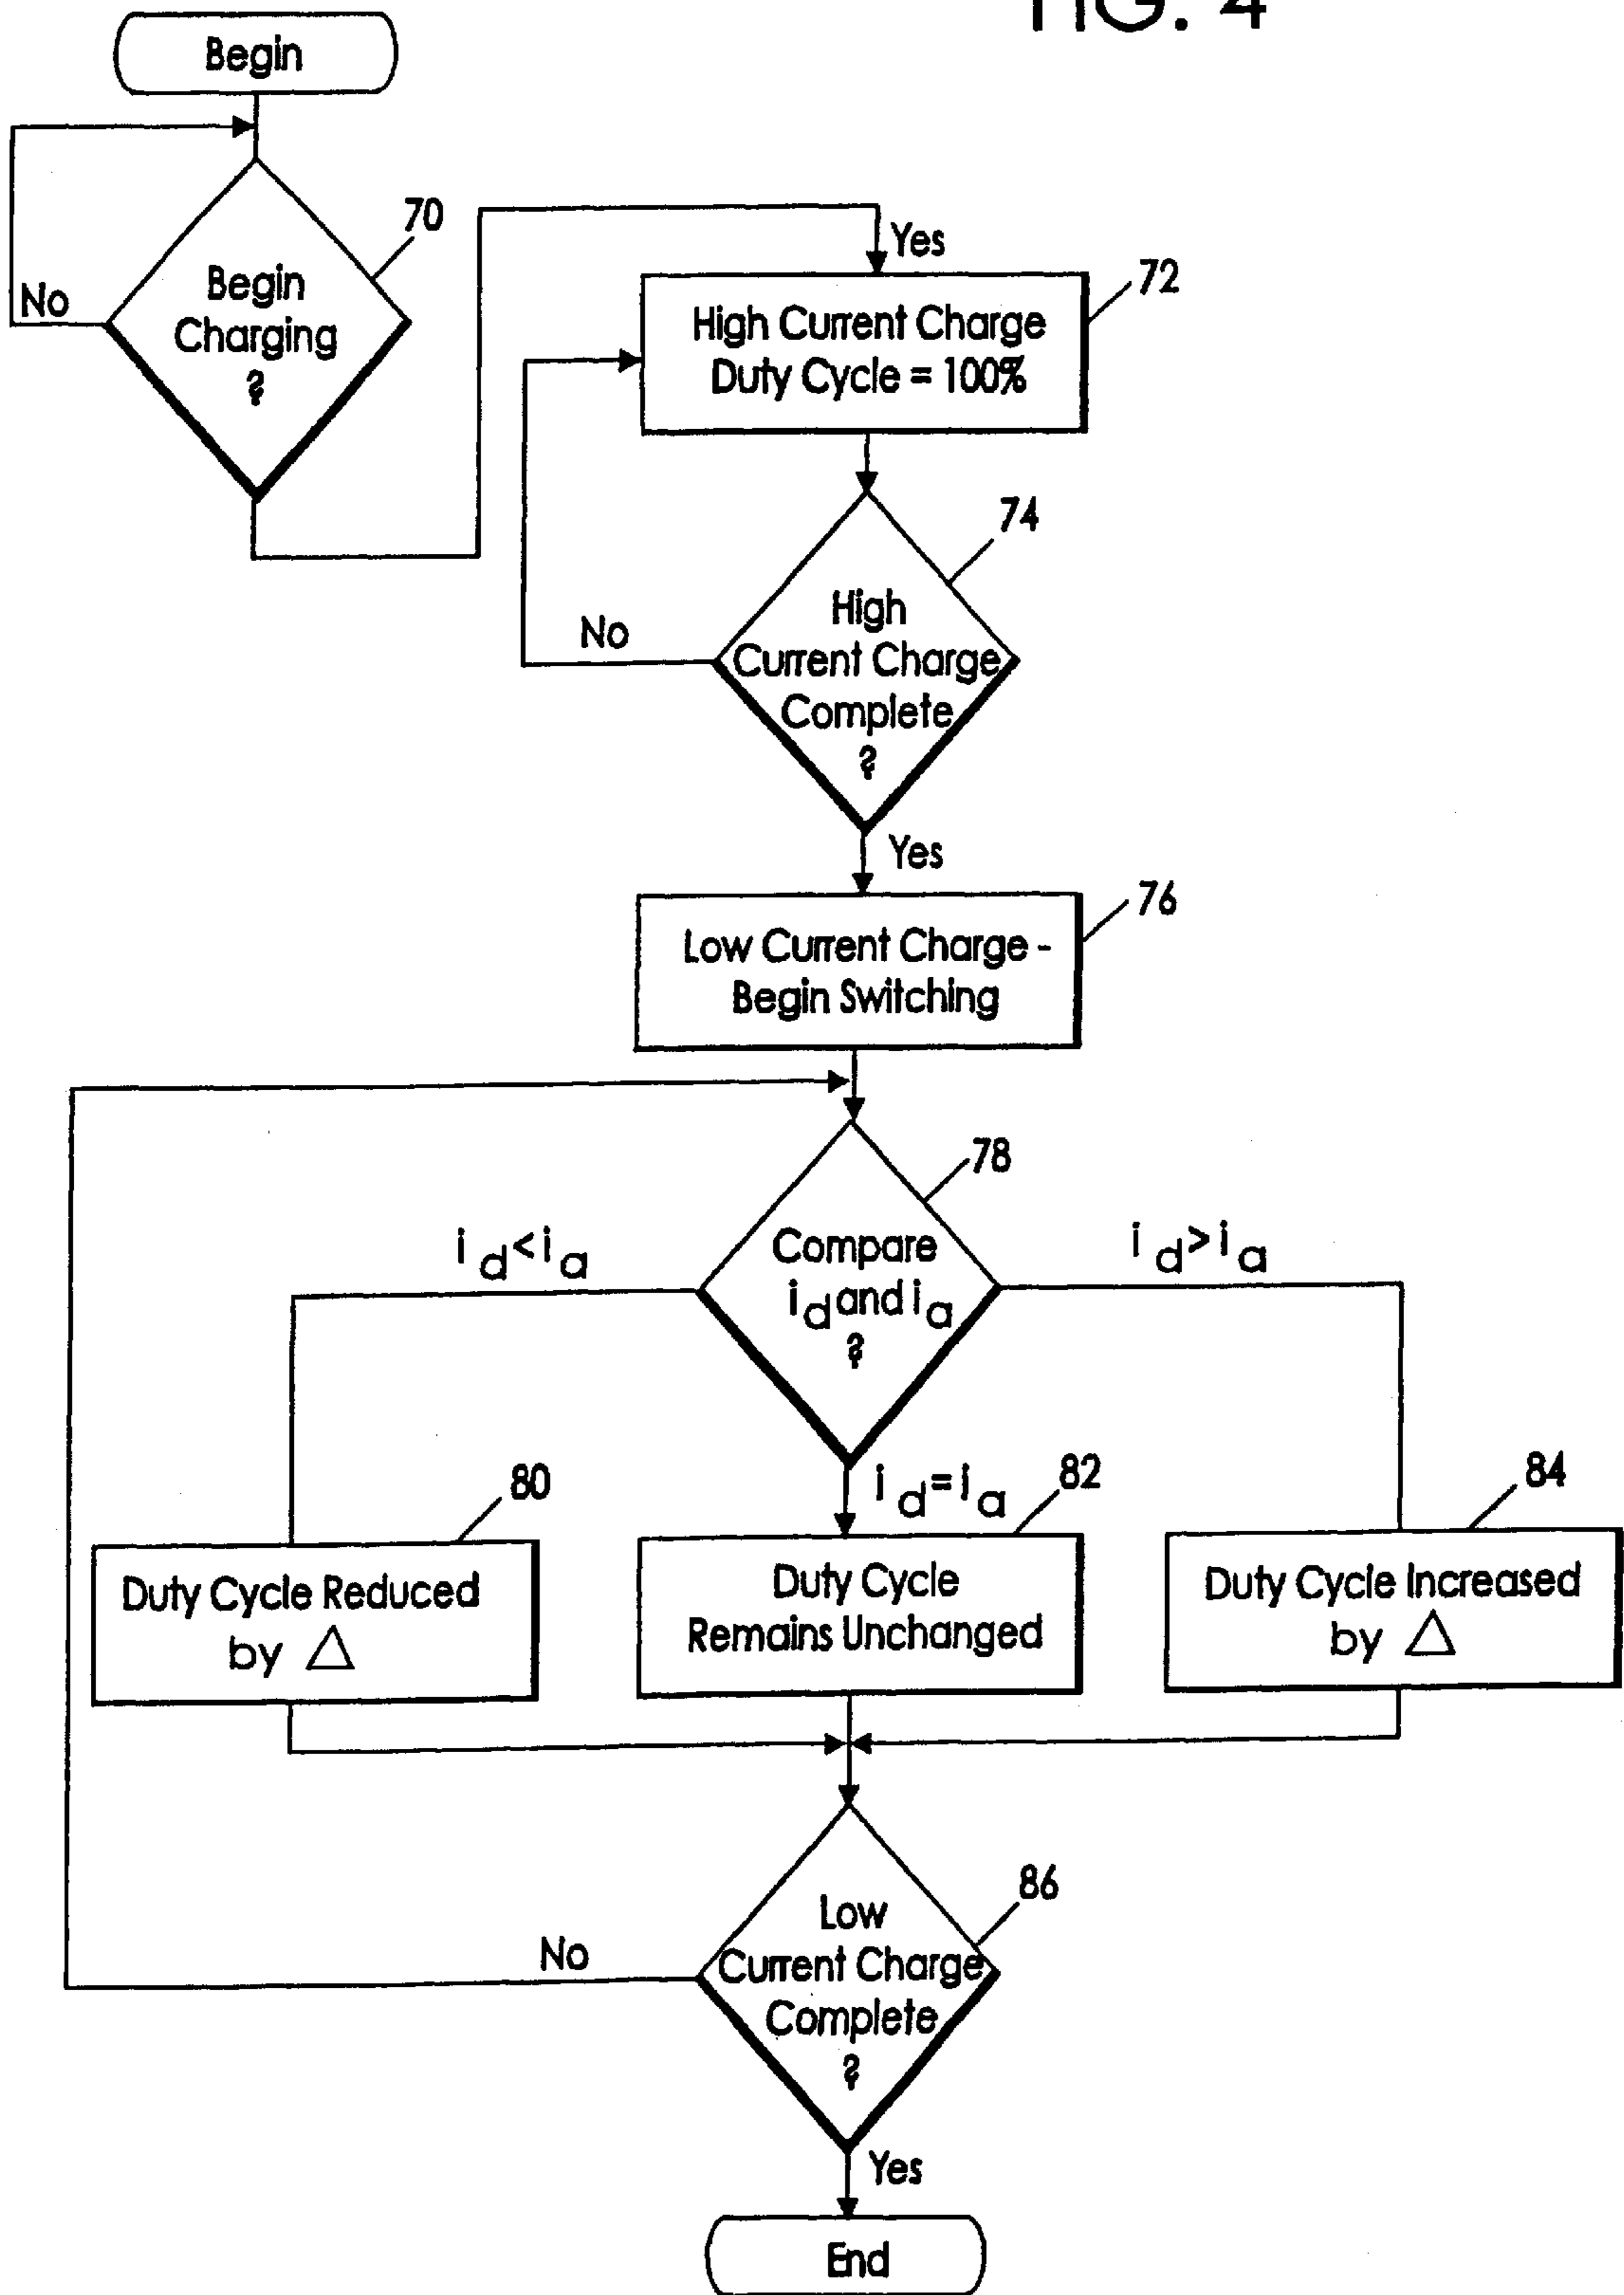 FIG. 4
Begin
70
Begin
Charging
?
No
Yes
72
High Current Charge
Duty Cycle = 100%
74
High
Current Charge
Complete
?
No
Yes
76
Low Current Charge -
Begin Switching
78
Compare
i d and i a
?
i d < i a
i d > i a
i d = i a
80
Duty Cycle Reduced
by △
82
Duty Cycle
Remains Unchanged
84
Duty Cycle Increased
by △
86
Low
Current Charge
Complete
?
No
Yes
End